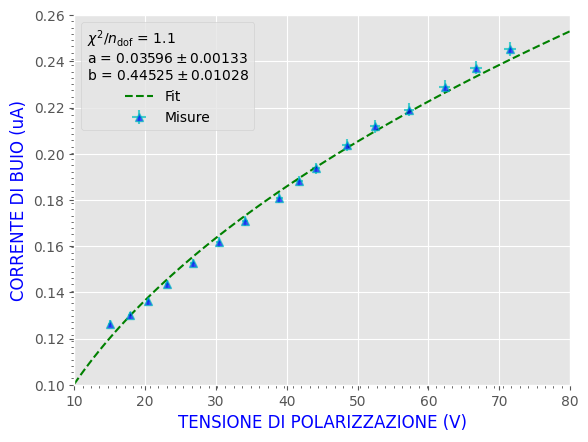 χ²/n_dof = 1.1
a = 0.03596 ± 0.00133
b = 0.44525 ± 0.01028
Fit
Misure
CORRENTE DI BUIO (uA)
0.26
0.24
0.22
0.20
0.18
0.16
0.14
0.12
0.10
10 20 30 40 50 60 70 80
TENSIONE DI POLARIZZAZIONE (V)